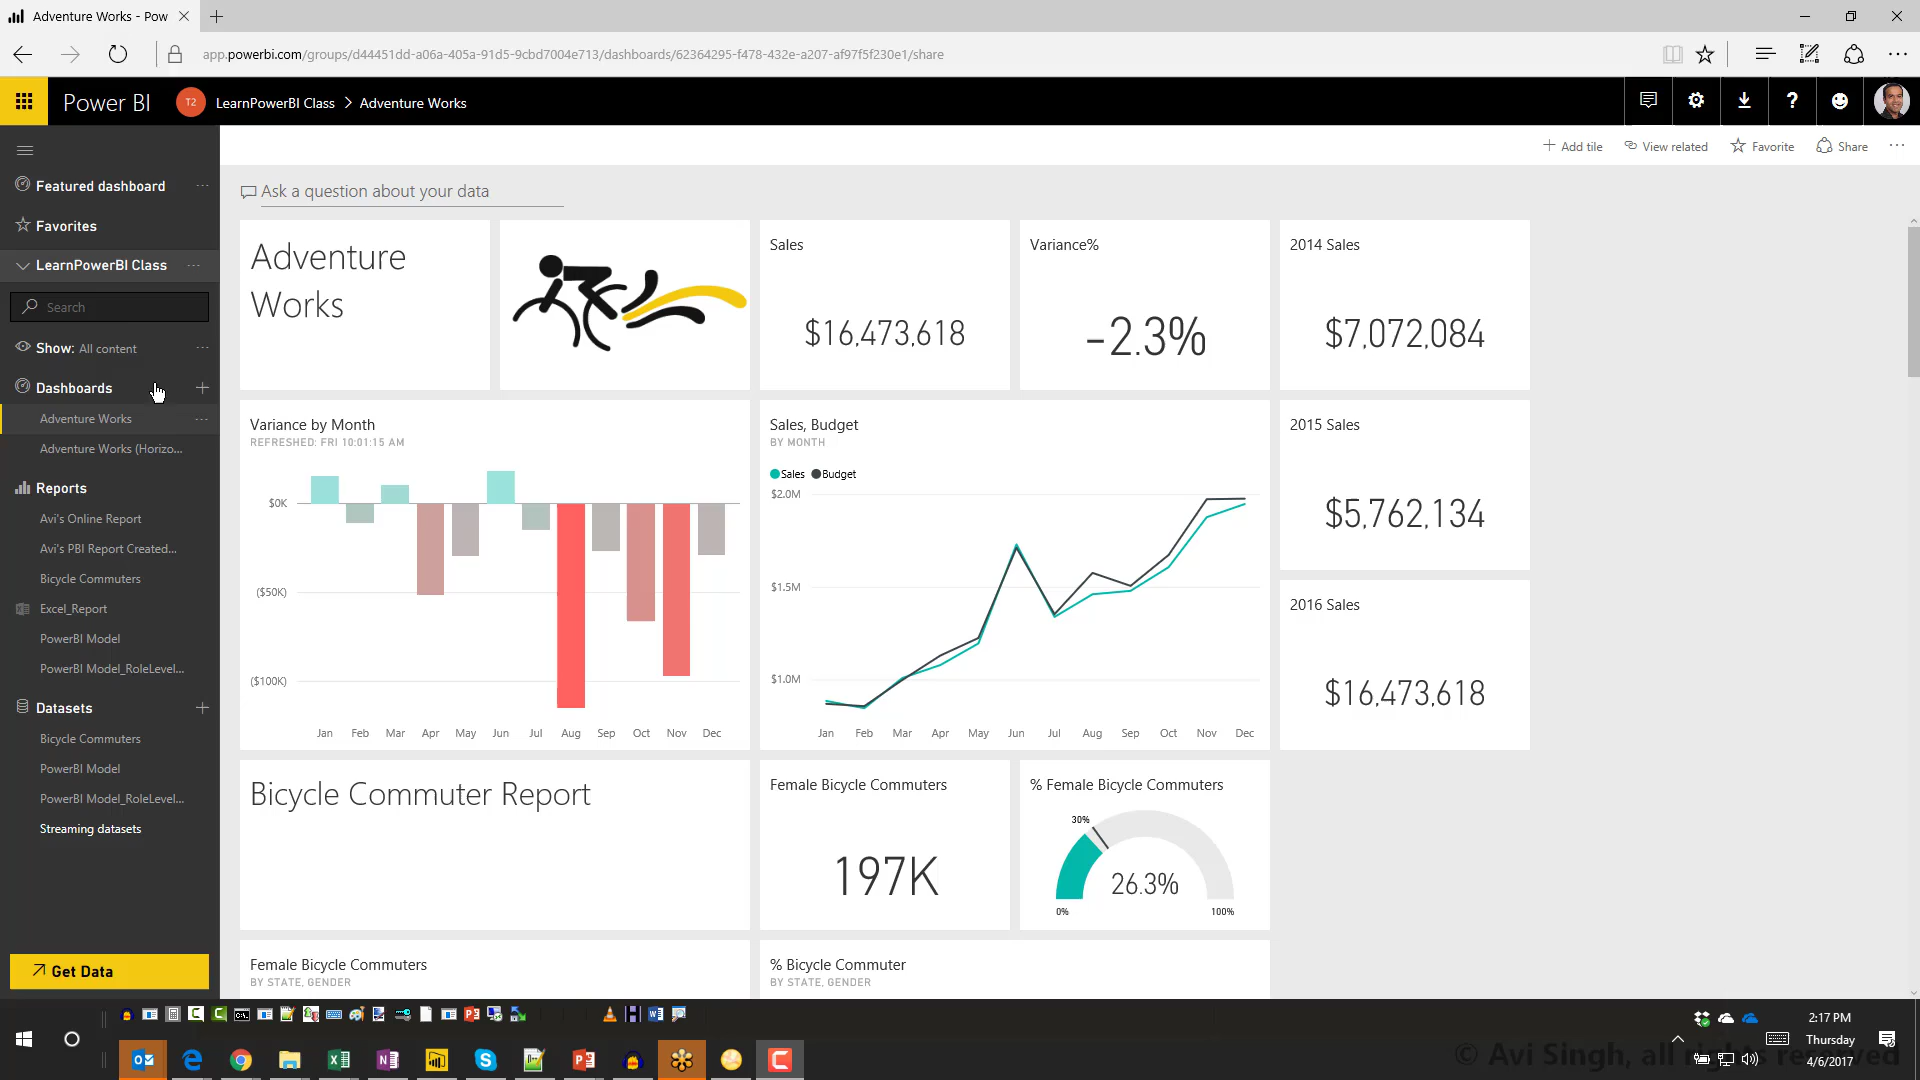 Adventure Works - Pow
app.powerbi.com/groups/d44451dd-a06a-405a-91d5-9cbd7004e713/dashboards/62364295-f478-432e-a207-af97f5f230e1/share
Power BI
T2
LearnPowerBI Class > Adventure Works
?
Add tile
View related
Favorite
Share
Featured dashboard
Favorites
LearnPowerBI Class
Search
Show: All content
Dashboards
Adventure Works
Adventure Works (Horizo...
Reports
Avi's Online Report
Avi's PBI Report Created...
Bicycle Commuters
Excel_Report
PowerBI Model
PowerBI Model_RoleLevel...
Datasets
Bicycle Commuters
PowerBI Model
PowerBI Model_RoleLevel...
Streaming datasets
Get Data
Ask a question about your data
Adventure
Works
Sales
$16,473,618
Variance%
-2.3%
2014 Sales
$7,072,084
Variance by Month
REFRESHED: FRI 10:01:15 AM
$0K
($50K)
($100K)
Jan Feb Mar Apr May Jun Jul Aug Sep Oct Nov Dec
Sales, Budget
BY MONTH
Sales Budget
$2.0M
$1.5M
$1.0M
Jan Feb Mar Apr May Jun Jul Aug Sep Oct Nov Dec
2015 Sales
$5,762,134
2016 Sales
$16,473,618
Bicycle Commuter Report
Female Bicycle Commuters
197K
% Female Bicycle Commuters
30%
26.3%
0%
100%
Female Bicycle Commuters
BY STATE, GENDER
% Bicycle Commuter
BY STATE, GENDER
2:17 PM
Thursday
4/6/2017
© Avi Singh, all rights reserved